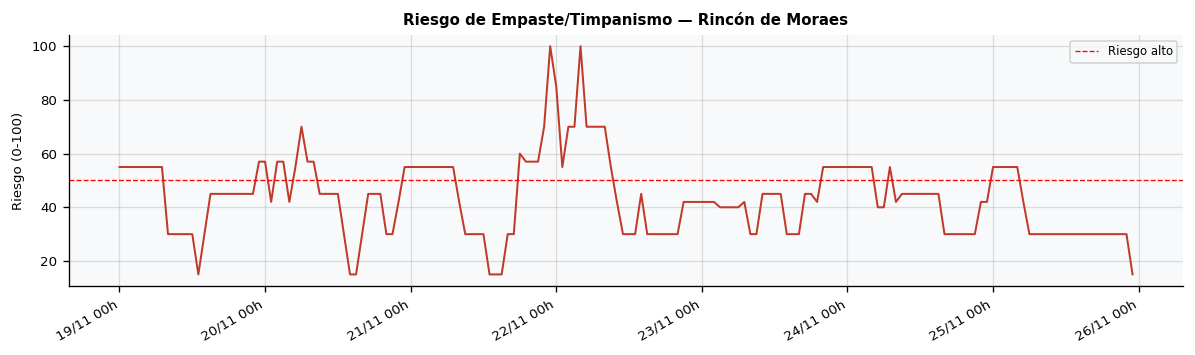 Riesgo de Empaste/Timpanismo — Rincón de Moraes
Riesgo alto
Riesgo (0-100)
100
80
60
40
20
19/11 00h
20/11 00h
21/11 00h
22/11 00h
23/11 00h
24/11 00h
25/11 00h
26/11 00h